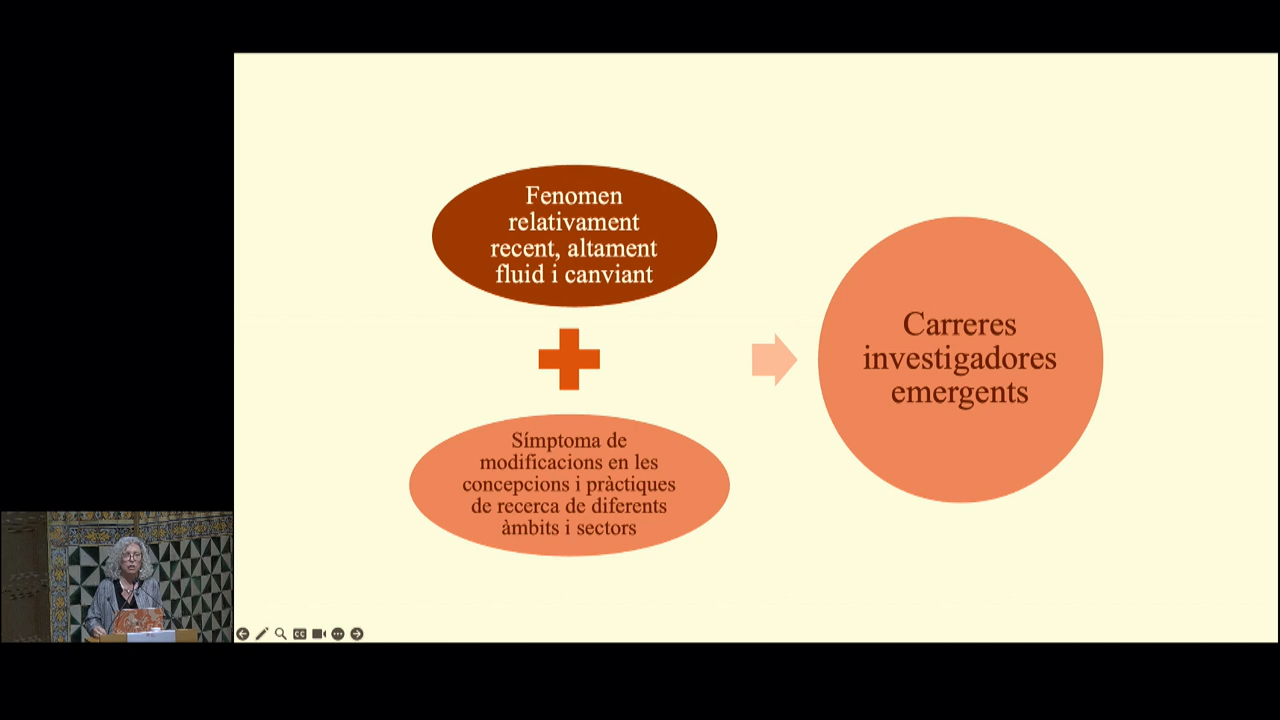 Fenomen
relativament
recent, altament
fluid i canviant
Símptoma de
modificacions en les
concepcions i pràctiques
de recerca de diferents
àmbits i sectors
Carreres
investigadores
emergents
CC